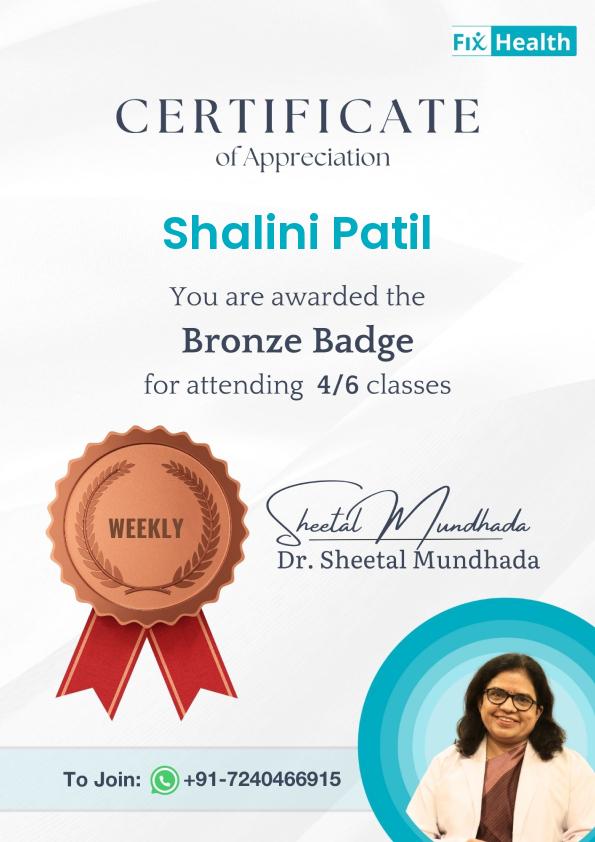 Fix Health
CERTIFICATE
of Appreciation
Shalini Patil
You are awarded the
Bronze Badge
for attending 4/6 classes
WEEKLY
Sheetal Mundhada
Dr. Sheetal Mundhada
To Join: +91-7240466915